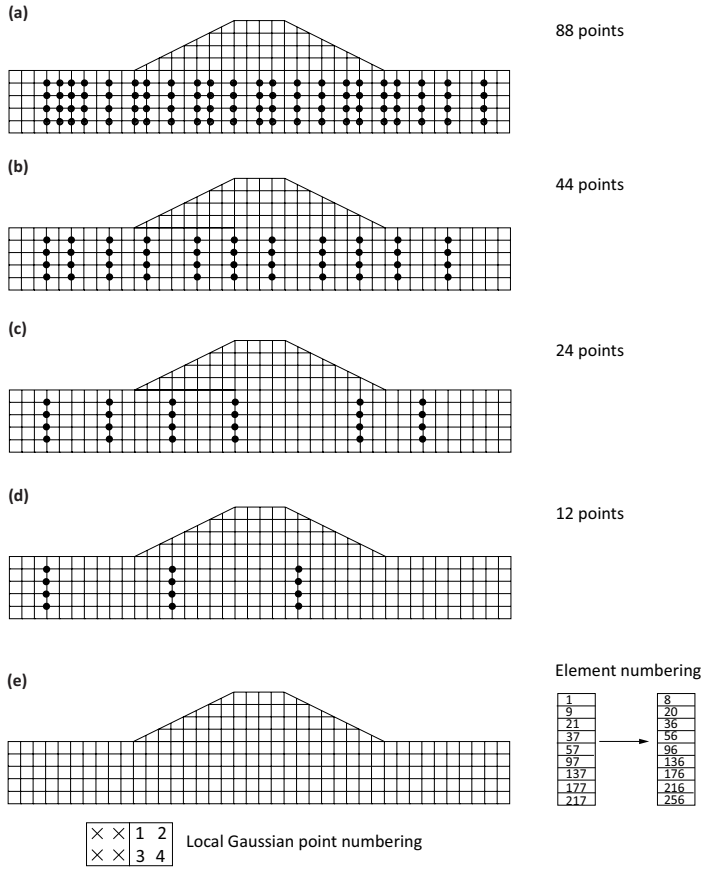 (a)
88 points
(b)
44 points
(c)
24 points
(d)
12 points
(e)
Element numbering
1 8
9 20
21 36
37 56
57 96
97 136
137 176
177 216
217 256
1 2
3 4
Local Gaussian point numbering